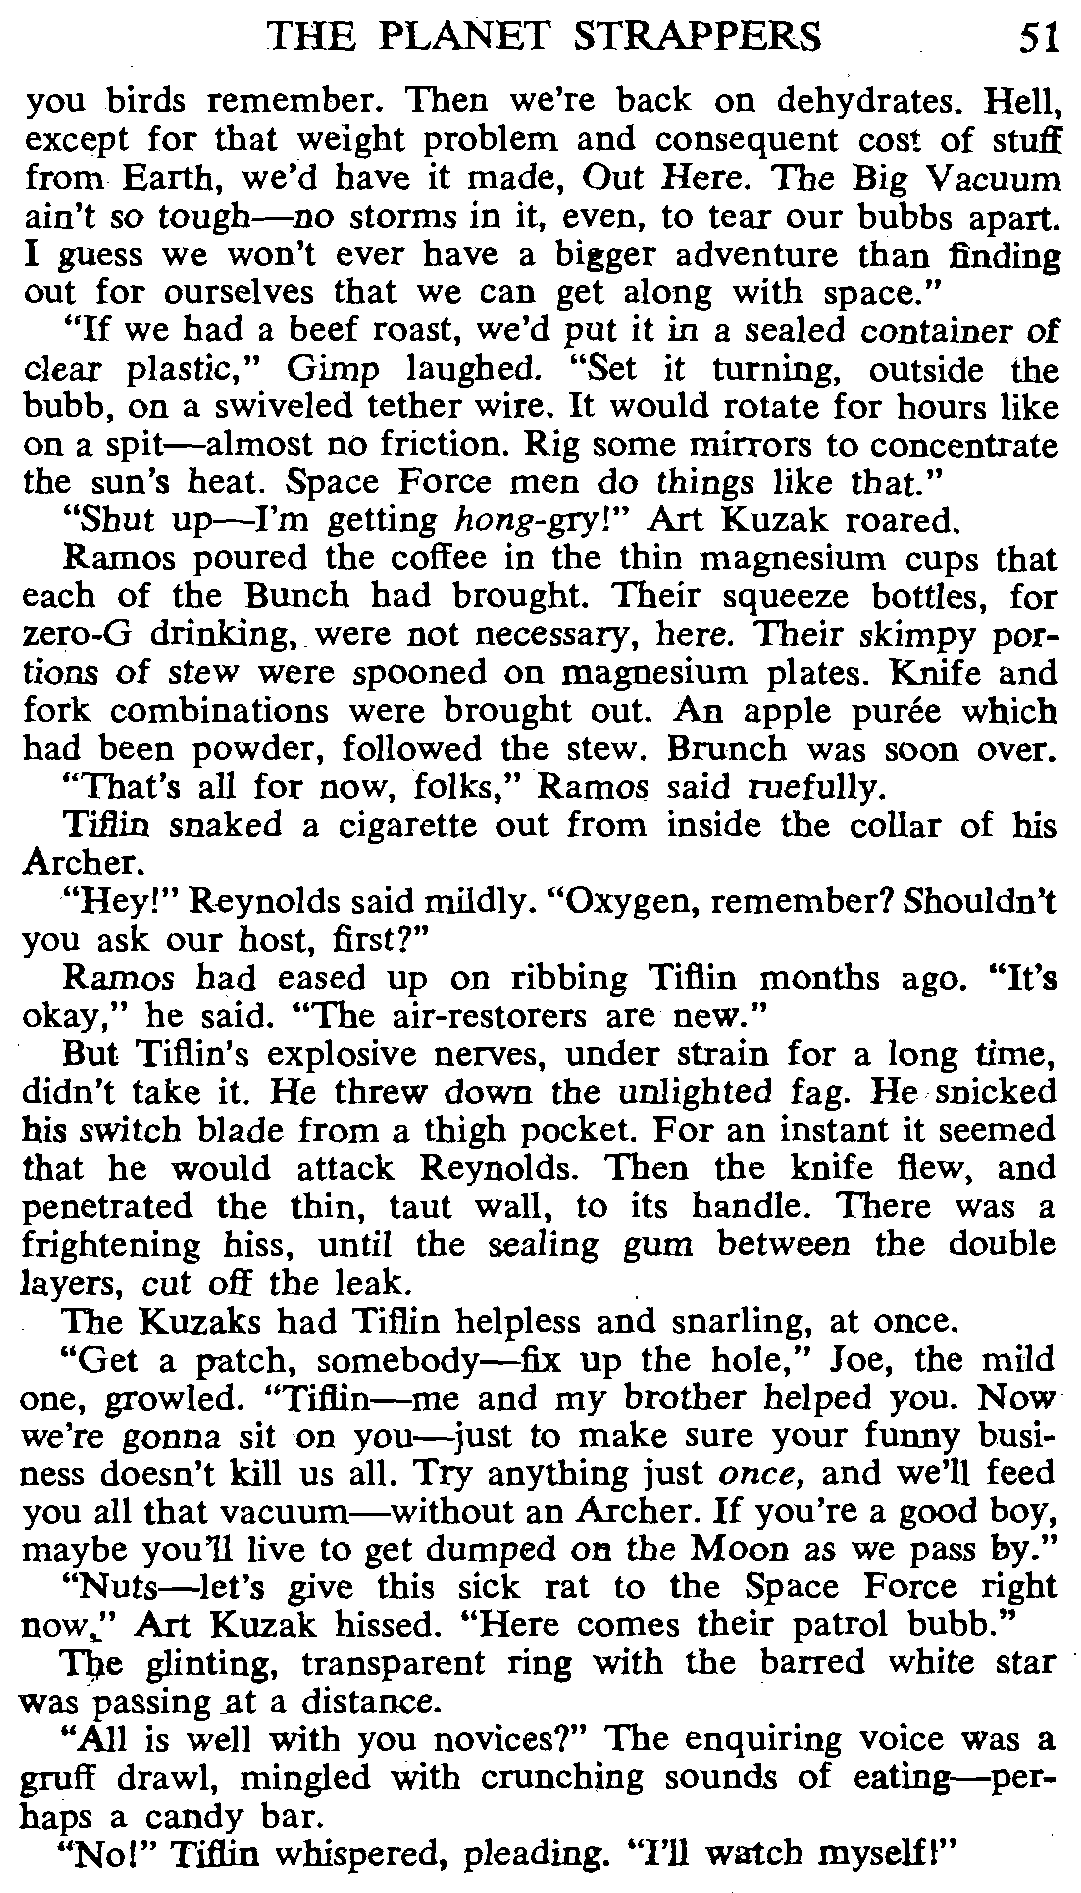 THE PLANET STRAPPERS 51
you birds remember. Then we're back on dehydrates. Hell,
except for that weight problem and consequent cost of stuff
from Earth, we'd have it made, Out Here. The Big Vacuum
ain't so tough—no storms in it, even, to tear our bubbs apart.
I guess we won't ever have a bigger adventure than finding
out for ourselves that we can get along with space."
"If we had a beef roast, we'd put it in a sealed container of
clear plastic," Gimp laughed. "Set it turning, outside the
bubb, on a swiveled tether wire. It would rotate for hours like
on a spit—almost no friction. Rig some mirrors to concentrate
the sun's heat. Space Force men do things like that."
"Shut up—I'm getting hong-gry!" Art Kuzak roared.
Ramos poured the coffee in the thin magnesium cups that
each of the Bunch had brought. Their squeeze bottles, for
zero-G drinking, were not necessary, here. Their skimpy por-
tions of stew were spooned on magnesium plates. Knife and
fork combinations were brought out. An apple purée which
had been powder, followed the stew. Brunch was soon over.
"That's all for now, folks," Ramos said ruefully.
Tiflin snaked a cigarette out from inside the collar of his
Archer.
"Hey!" Reynolds said mildly. "Oxygen, remember? Shouldn't
you ask our host, first?"
Ramos had eased up on ribbing Tiflin months ago. "It's
okay," he said. "The air-restorers are new."
But Tiflin's explosive nerves, under strain for a long time,
didn't take it. He threw down the unlighted fag. He snicked
his switch blade from a thigh pocket. For an instant it seemed
that he would attack Reynolds. Then the knife flew, and
penetrated the thin, taut wall, to its handle. There was a
frightening hiss, until the sealing gum between the double
layers, cut off the leak.
The Kuzaks had Tiflin helpless and snarling, at once.
"Get a patch, somebody—fix up the hole," Joe, the mild
one, growled. "Tiflin—me and my brother helped you. Now
we're gonna sit on you—just to make sure your funny busi-
ness doesn't kill us all. Try anything just once, and we'll feed
you all that vacuum—without an Archer. If you're a good boy,
maybe you'll live to get dumped on the Moon as we pass by."
"Nuts—let's give this sick rat to the Space Force right
now," Art Kuzak hissed. "Here comes their patrol bubb."
The glinting, transparent ring with the barred white star
was passing at a distance.
"All is well with you novices?" The enquiring voice was a
gruff drawl, mingled with crunching sounds of eating—per-
haps a candy bar.
"No!" Tiflin whispered, pleading. "I'll watch myself!"